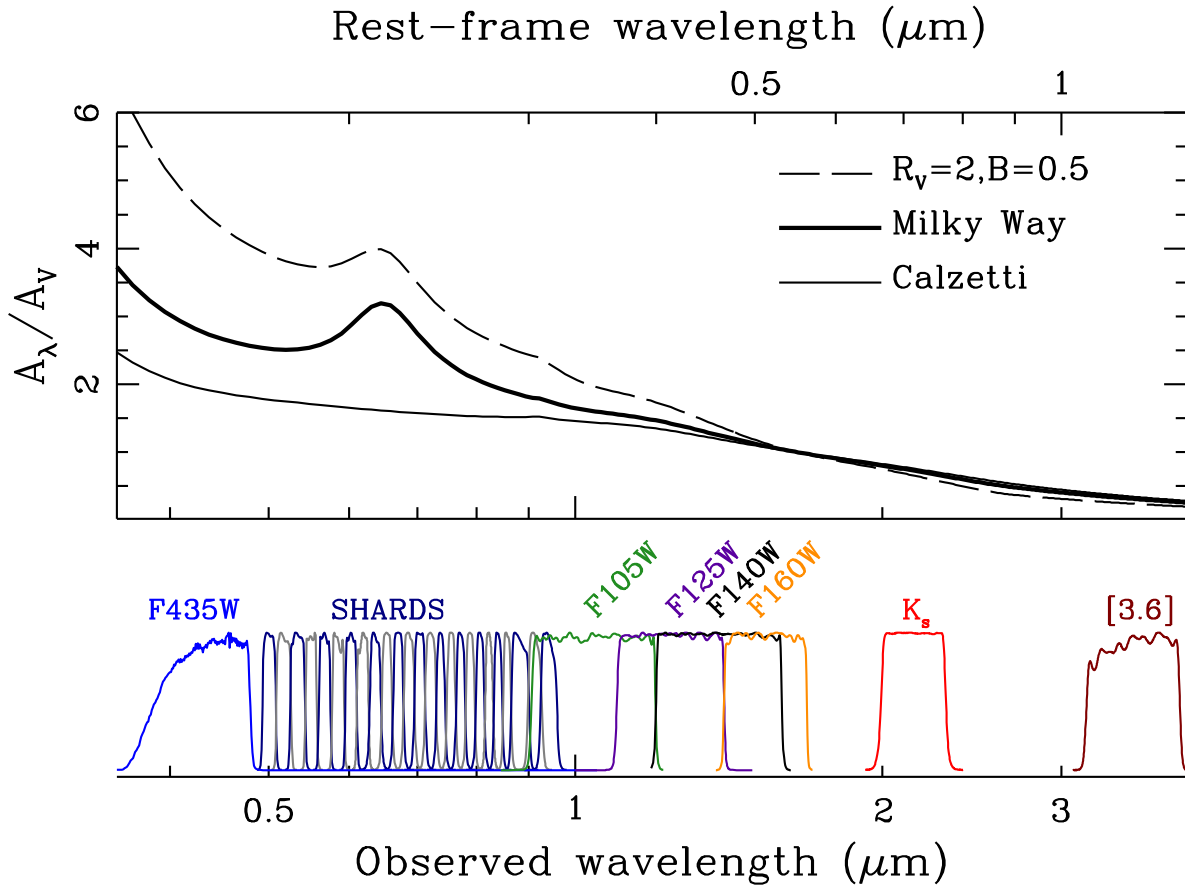 Rest-frame wavelength (μm)
0.5 1
6
4
2
A_λ/A_V
R_V=2,B=0.5
Milky Way
Calzetti
F435W SHARDS F105W F125W F140W F160W K_s [3.6]
0.5 1 2 3
Observed wavelength (μm)